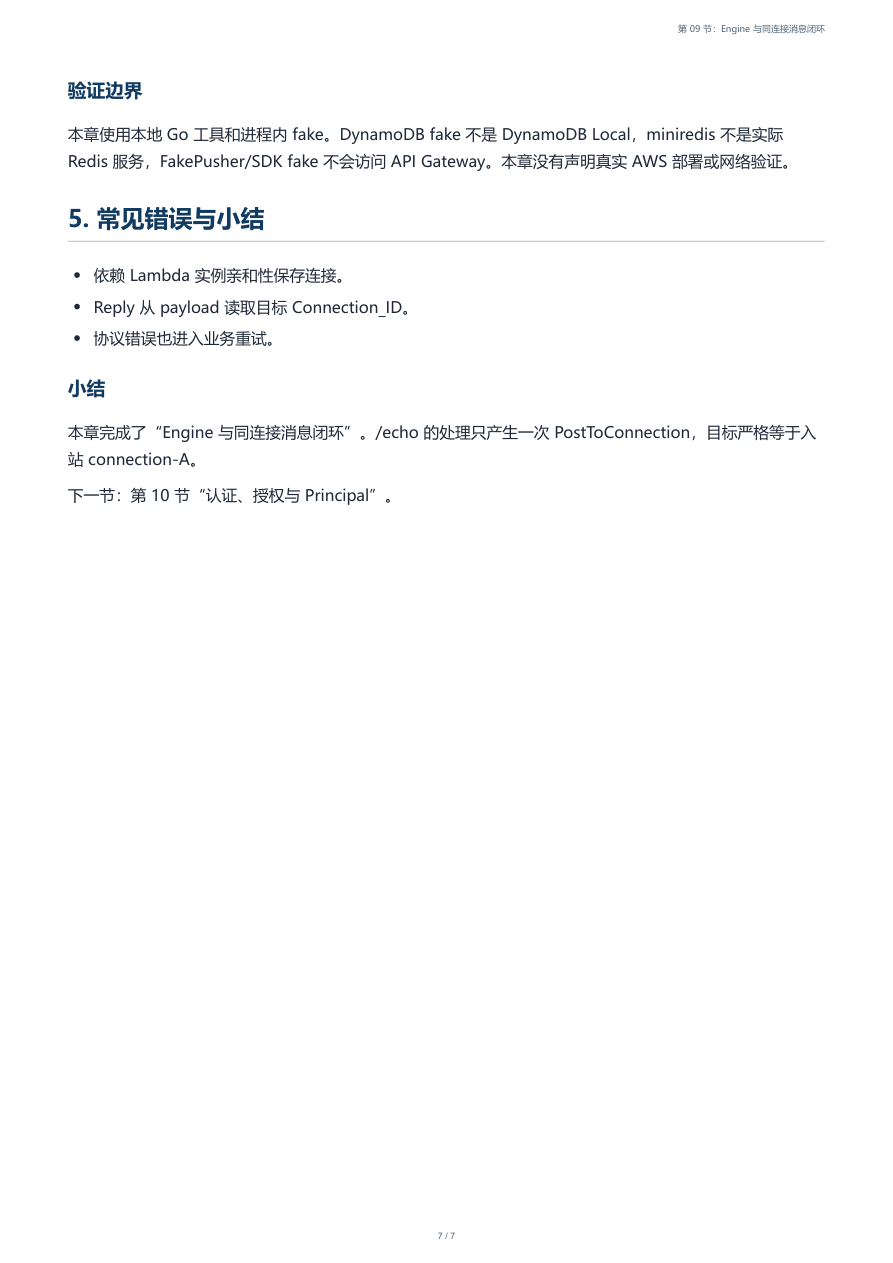 第 09 节：Engine 与同连接消息闭环
验证边界
本章使用本地 Go 工具和进程内 fake。DynamoDB fake 不是 DynamoDB Local，miniredis 不是实际
Redis 服务，FakePusher/SDK fake 不会访问 API Gateway。本章没有声明真实 AWS 部署或网络验证。
5. 常见错误与小结
• 依赖 Lambda 实例亲和性保存连接。
• Reply 从 payload 读取目标 Connection_ID。
• 协议错误也进入业务重试。
小结
本章完成了“Engine 与同连接消息闭环”。/echo 的处理只产生一次 PostToConnection，目标严格等于入
站 connection-A。
下一节：第 10 节“认证、授权与 Principal”。
7 / 7